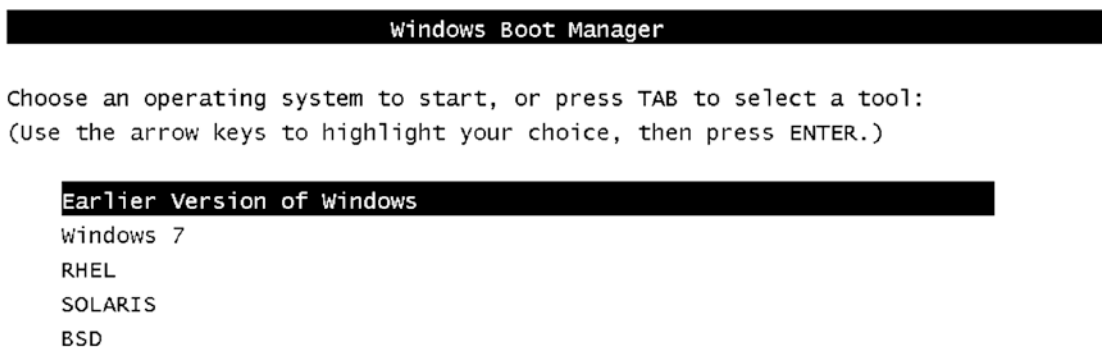 Windows Boot Manager
Choose an operating system to start, or press TAB to select a tool:
(Use the arrow keys to highlight your choice, then press ENTER.)
Earlier Version of Windows
Windows 7
RHEL
SOLARIS
BSD